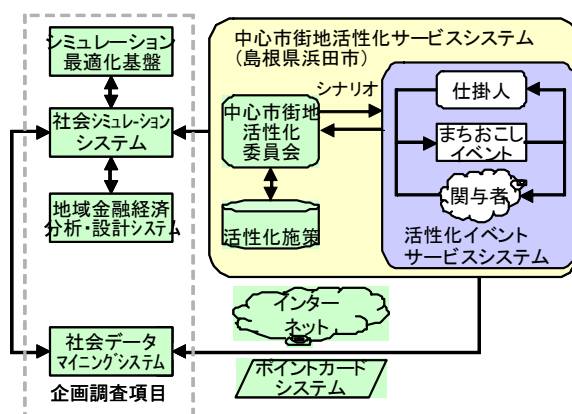 シミュレーション
最適化基盤
社会シミュレーション
システム
地域金融経済
分析・設計システム
社会データ
マイニングシステム
企画調査項目
中心市街地活性化サービスシステム
(島根県浜田市)
シナリオ
中心市街地
活性化
委員会
活性化施策
仕掛人
まちおこし
イベント
関与者
活性化イベント
サービスシステム
インター
ネット
ポイントカード
システム